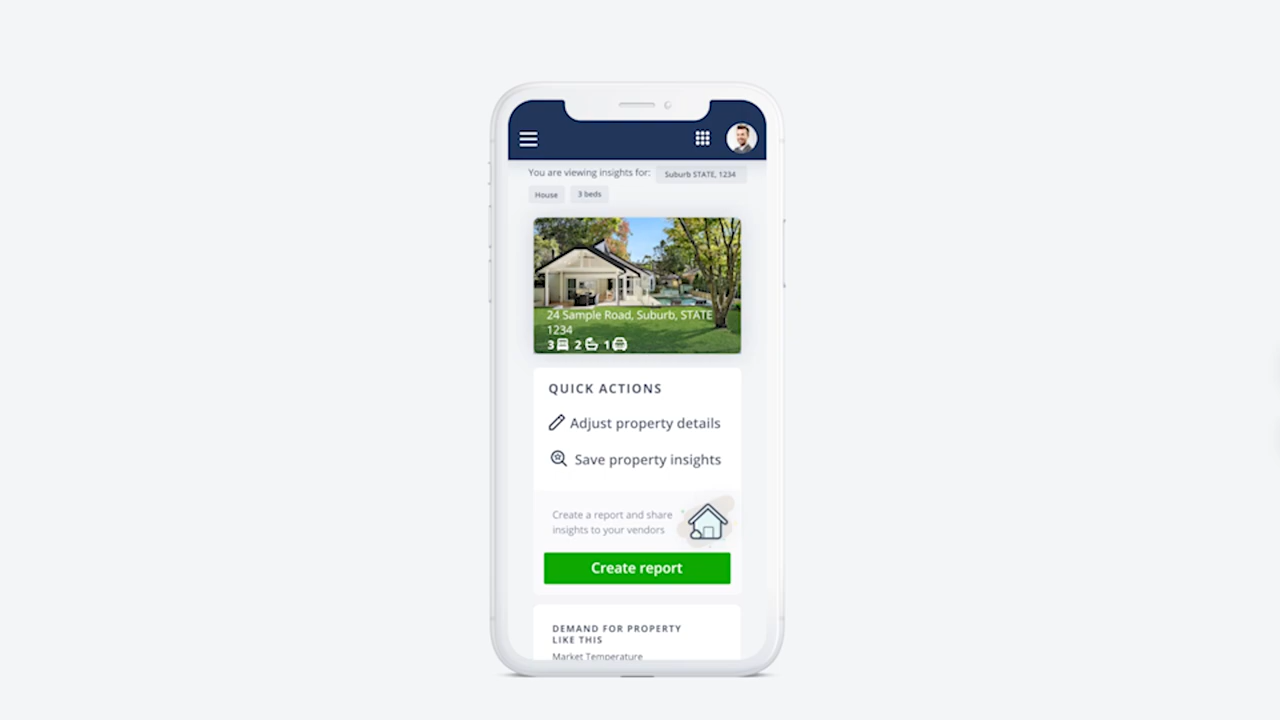 You are viewing insights for: Suburb STATE, 1234
House 3 beds
24 Sample Road, Suburb, STATE
1234
3 2 1
QUICK ACTIONS
Adjust property details
Save property insights
Create a report and share
insights to your vendors
Create report
DEMAND FOR PROPERTY
LIKE THIS
Market Temperature